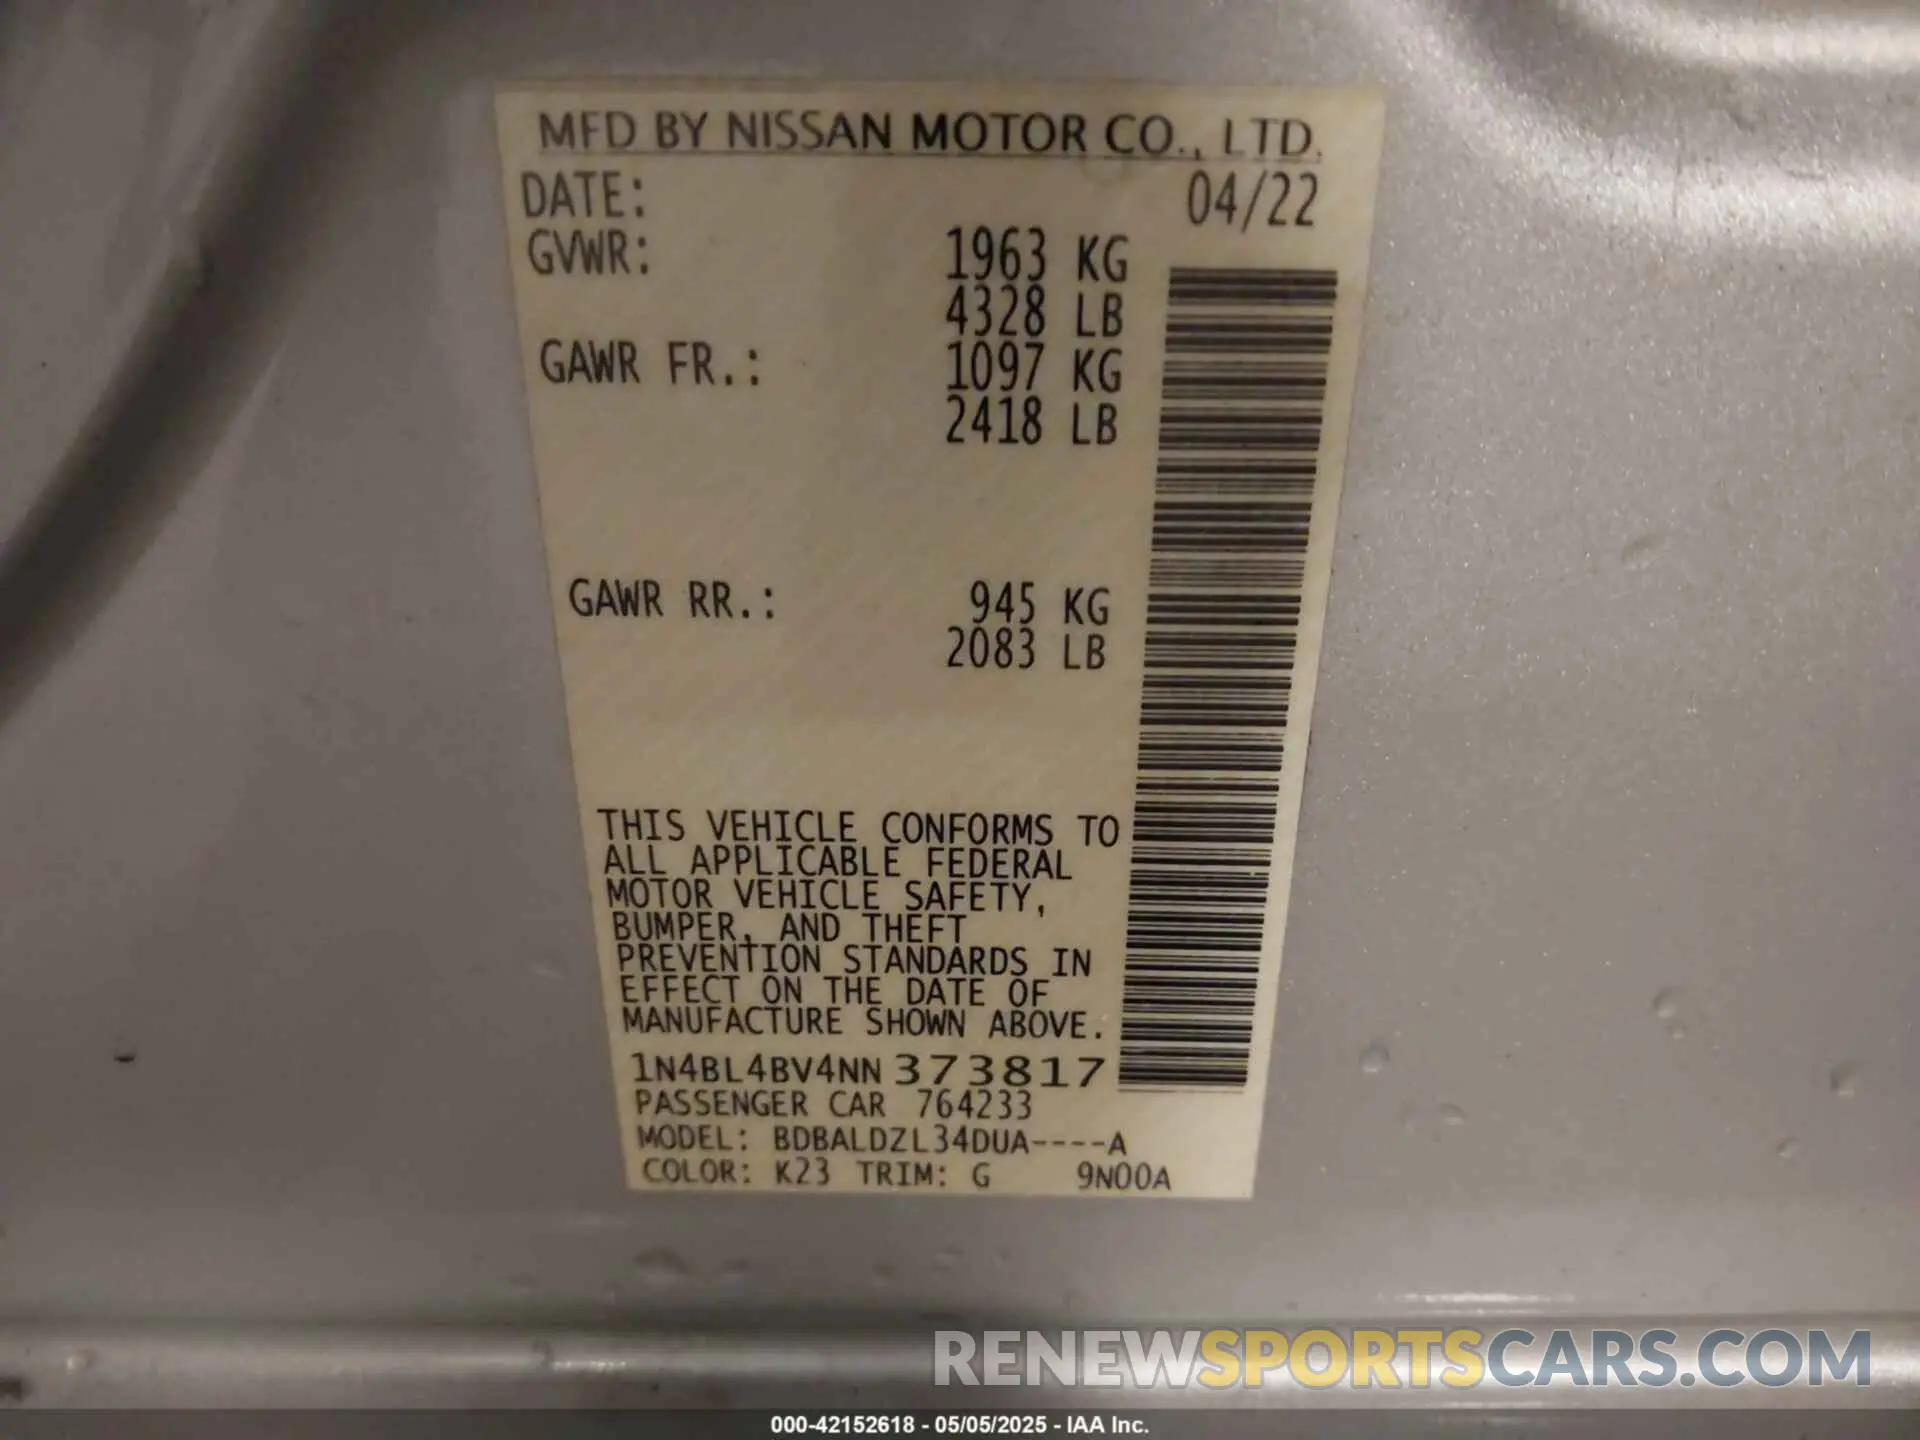 MFD BY NISSAN MOTOR CO., LTD.
DATE: 04/22
GVWR: 1963 KG
4328 LB
GAWR FR.: 1097 KG
2418 LB
GAWR RR.: 945 KG
2083 LB
THIS VEHICLE CONFORMS TO
ALL APPLICABLE FEDERAL
MOTOR VEHICLE SAFETY,
BUMPER, AND THEFT
PREVENTION STANDARDS IN
EFFECT ON THE DATE OF
MANUFACTURE SHOWN ABOVE.
1N4BL4BV4NN373817
PASSENGER CAR 764233
MODEL: BDBALDZL34DUA----A
COLOR: K23 TRIM: G 9N00A
RENEWSPORTSCARS.COM
000-42152618 - 05/05/2025 - IAA Inc.